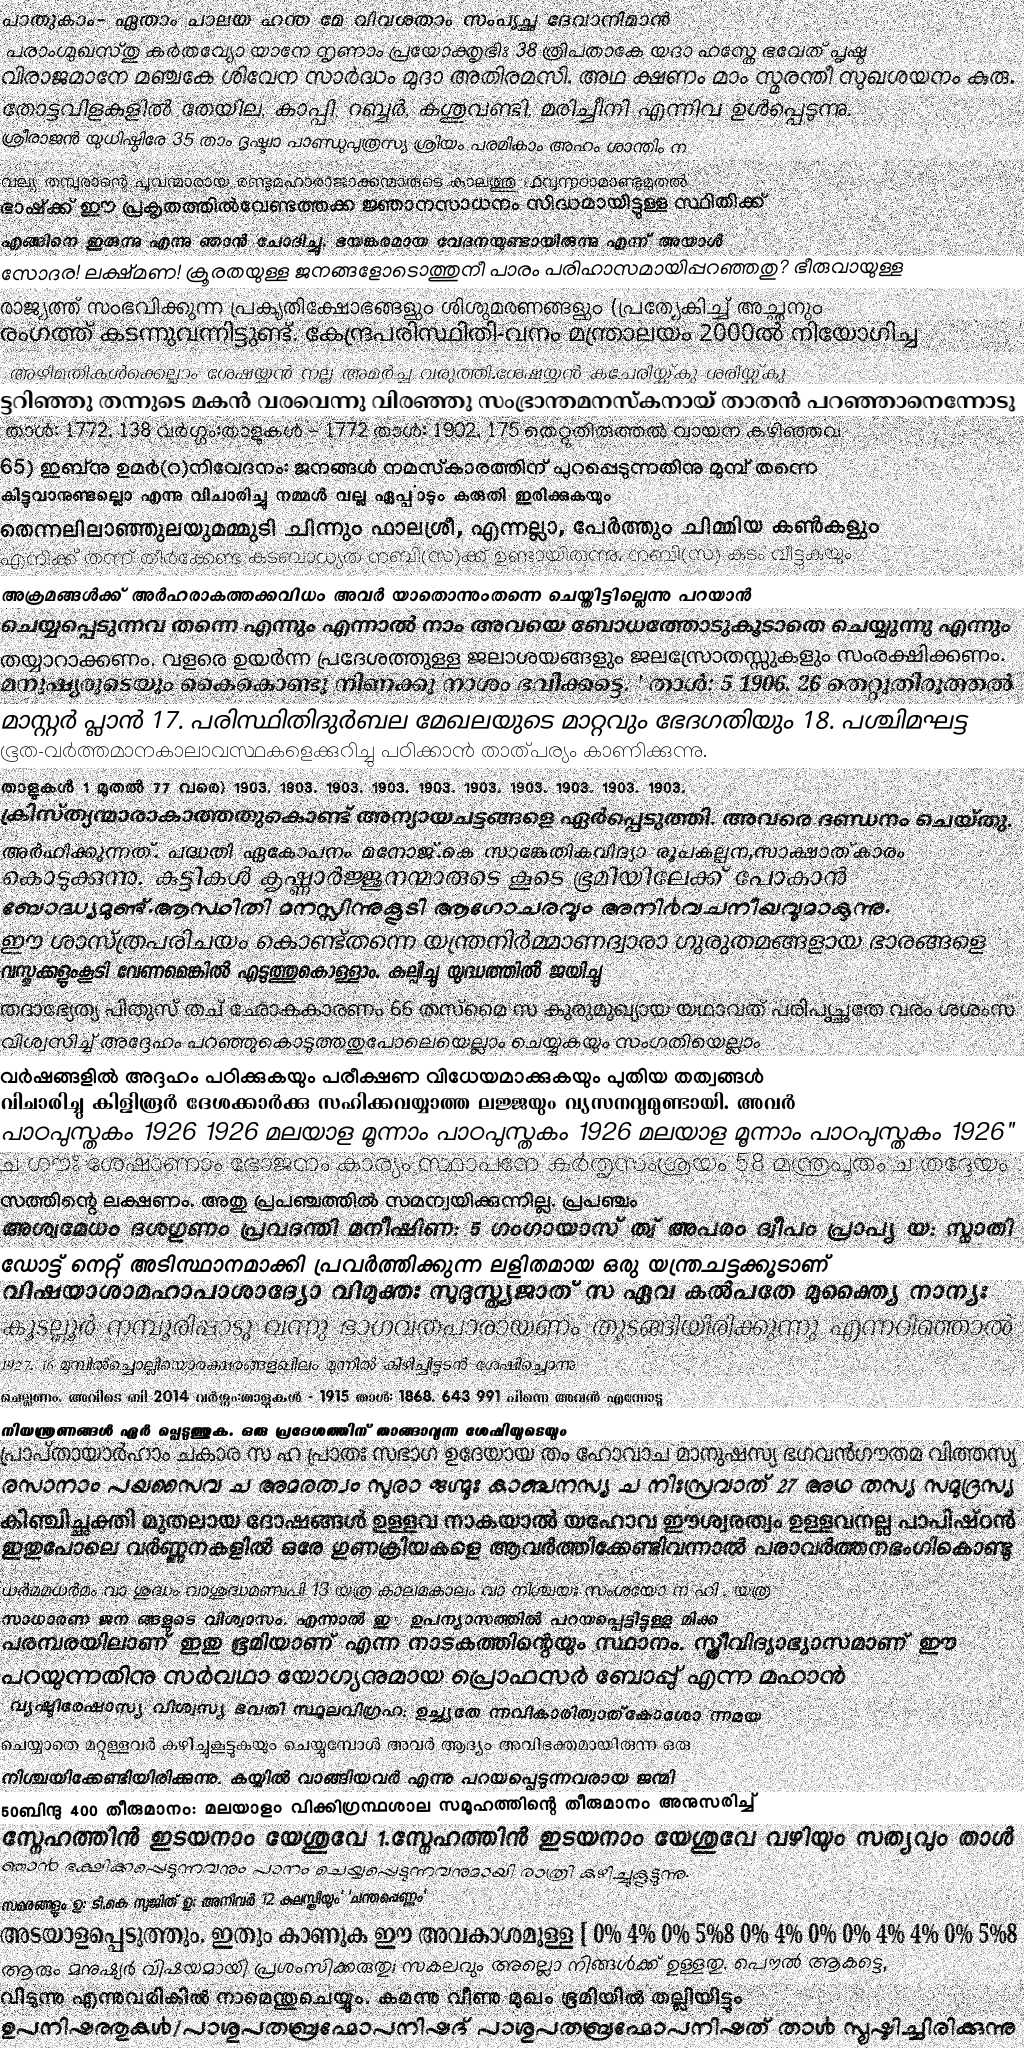 പാതുകാം– ഏതാം ചാലയ ഹന്ത മേ വിവശതാം സംപൃച്ഛ ദേവാനിമാൻ
പരാംഗ്മുഖസ്തു കർതവ്യോ യാനേ നൃണാം പ്രയോക്തൃഭിഃ 38 ത്രിപതാകേ യദാ ഹസ്തേ ഭവേത് പൃഷ്ഠ
വിരാജമാനേ മഞ്ചകേ ശിവേന സാർദ്ധം മുദാ അതിരമസി. അഥ ക്ഷണം മാം സ്മരന്തീ സുഖശയനം കുരു.
തോട്ടവിളകളിൽ തേയില, കാപ്പി, റബ്ബർ, കശുവണ്ടി, മരിച്ചീനി എന്നിവ ഉൾപ്പെടുന്നു.
ശ്രീരാജൻ യുധിഷ്ഠിരേ 35 താം ദൃഷ്ട്വാ പാണ്ഡുപുത്രസ്യ ശ്രിയം പരമികാം അഹം ശാന്തിം ന
വല്യ തമ്പുരാന്റെ പൂവന്മാരായ രണ്ടുമഹാരാജാക്കന്മാരുടെ കാലത്തു
ഭാഷ്ക്ക് ഈ പ്രകൃതത്തിൽവേണ്ടത്തക്ക ജ്ഞാനസാധനം സിദ്ധമായിട്ടുള്ള സ്ഥിതിക്ക്
എങ്ങിനെ ഇരുന്നു എന്നു ഞാൻ ചോദിച്ചു. ഭയങ്കരമായ വേദനയുണ്ടായിരുന്നു എന്ന് അയാൾ
സോദര! ലക്ഷ്മണ! ക്രൂരതയുള്ള ജനങ്ങളോടൊത്തുനീ പാരം പരിഹാസമായിപ്പറഞ്ഞതു? ഭീരുവായുള്ള
രാജ്യത്ത് സംഭവിക്കുന്ന പ്രകൃതിക്ഷോഭങ്ങളും ശിശുമരണങ്ങളും (പ്രത്യേകിച്ച് അച്ഛനും
രംഗത്ത് കടന്നുവന്നിട്ടുണ്ട്. കേന്ദ്രപരിസ്ഥിതി-വനം മന്ത്രാലയം 2000ൽ നിയോഗിച്ച
അഴിമതികൾക്കെല്ലാം ശേഷയ്യൻ നല്ല അമർച്ച വരുത്തി.ശേഷയ്യൻ കച്ചേരിയ്ക്കു ശരിയ്ക്കു
ട്ടറിഞ്ഞു തന്നുടെ മകൻ വരവെന്നു വിരഞ്ഞു സംഭ്രാന്തമനസ്കനായ് താതൻ പറഞ്ഞാനെന്നോടു
താൾ: 1772. 138 വർഗ്ഗം:താളുകൾ – 1772 താൾ: 1902. 175 തെറ്റുതിരുത്തൽ വായന കഴിഞ്ഞവ
65) ഇബ്നു ഉമർ(റ)നിവേദനം: ജനങ്ങൾ നമസ്കാരത്തിന് പുറപ്പെടുന്നതിനു മുമ്പ് തന്നെ
കിട്ടുവാനുണ്ടല്ലൊ എന്നു വിചാരിച്ചു നമ്മൾ വല്ല ഏപ്പാടും കരുതി ഇരിക്കുകയും
തെന്നലിലാഞ്ഞുലയുമമ്മുടി ചിന്നും ഫാലശ്രീ, എന്നല്ലാ, പേർത്തും ചിമ്മിയ കൺകളും
എനിക്ക് തന്ന് തീർക്കേണ്ട കടബാധ്യത നബി(സ)ക്ക് ഉണ്ടായിരുന്നു. നബി(സ) കടം വീട്ടുകയും
അക്രമങ്ങൾക്ക് അർഹരാകത്തക്കവിധം അവർ യാതൊന്നുംതന്നെ ചെയ്തിട്ടില്ലെന്നു പറയാൻ
ചെയ്യപ്പെടുന്നവ തന്നെ എന്നും എന്നാൽ നാം അവയെ ബോധത്തോടുകൂടാതെ ചെയ്യുന്നു എന്നും
തയ്യാറാക്കണം. വളരെ ഉയർന്ന പ്രദേശത്തുള്ള ജലാശയങ്ങളും ജലസ്രോതസ്സുകളും സംരക്ഷിക്കണം.
മനുഷ്യരുടെയും കൈകൊണ്ടു നിണക്കു നാശം ഭവിക്കട്ടെ. ' താൾ: 5 1906. 26 തെറ്റുതിരുത്തൽ
മാസ്റ്റർ പ്ലാൻ 17. പരിസ്ഥിതിദുർബല മേഖലയുടെ മാറ്റവും ഭേദഗതിയും 18. പശ്ചിമഘട്ട
ഭൂത-വർത്തമാനകാലാവസ്ഥകളെക്കുറിച്ചു പഠിക്കാൻ താത്പര്യം കാണിക്കുന്നു.
താളുകൾ 1 മുതൽ 77 വരെ) 1903. 1903. 1903. 1903. 1903. 1903. 1903. 1903. 1903. 1903.
ക്രിസ്ത്യന്മാരാകാത്തതുകൊണ്ട് അന്യായചട്ടങ്ങളെ ഏർപ്പെടുത്തി. അവരെ ദണ്ഡനം ചെയ്തു.
അർഹിക്കുന്നത്. പദ്ധതി ഏകോപനം മനോജ്.കെ സാങ്കേതികവിദ്യാ രൂപകല്പന,സാക്ഷാത്കാരം
കൊടുക്കുന്നു. കുട്ടികൾ കൃഷ്ണാർജ്ജുനന്മാരുടെ കൂടെ ഭൂമിയിലേക്ക് പോകാൻ
ബോദ്ധ്യമുണ്ട്.ആസ്ഥിതി മനസ്സിന്നുകൂടി ആഗോചരവും അനിർവചനീയവുമാകുന്നു.
ഈ ശാസ്ത്രപരിചയം കൊണ്ട്തന്നെ യന്ത്രനിർമ്മാണദ്വാരാ ഗുരുതമങ്ങളായ ഭാരങ്ങളെ
വസ്തുക്കളുംകൂടി വേണമെങ്കിൽ എടുത്തുകൊള്ളാം. കല്പിച്ചു യുദ്ധത്തിൽ ജയിച്ചു
തദാഭ്യേത്യ പിതുസ് തച് ഛോകകാരണം 66 തസ്മൈ സ കുരുമുഖ്യായ യഥാവത് പരിപൃച്ഛതേ വരം ശശംസ
വിശ്വസിച്ച് അദ്ദേഹം പറഞ്ഞുകൊടുത്തതുപോലെയെല്ലാം ചെയ്യുകയും സംഗതിയെല്ലാം
വർഷങ്ങളിൽ അദ്ദഹം പഠിക്കുകയും പരീക്ഷണ വിധേയമാക്കുകയും പുതിയ തത്വങ്ങൾ
വിചാരിച്ചു കിളിരൂർ ദേശക്കാർക്കു സഹിക്കവയ്യാത്ത ലജ്ജയും വ്യസനവുമുണ്ടായി. അവർ
പാഠപുസ്തകം 1926 1926 മലയാള മൂന്നാം പാഠപുസ്തകം 1926 മലയാള മൂന്നാം പാഠപുസ്തകം 1926"
ച ഗൗഃ ശേഷാണാം ഭോജനം കാര്യം സ്ഥാപനേ കർതൃസംശ്രയം 58 മന്ത്രപൂതം ച തദ്ദേയം
സത്തിന്റെ ലക്ഷണം. അതു പ്രപഞ്ചത്തിൽ സമന്വയിക്കുന്നില്ല. പ്രപഞ്ചം
അശ്വമേധം ദശഗുണം പ്രവദന്തി മനീഷിണ: 5 ഗംഗായാസ് ത്വ് അപരം ദ്വീപം പ്രാപ്യ യ: സ്നാതി
ഡോട്ട് നെറ്റ് അടിസ്ഥാനമാക്കി പ്രവർത്തിക്കുന്ന ലളിതമായ ഒരു യന്ത്രചട്ടക്കൂടാണ്
വിഷയാശാമഹാപാശാദ്യോ വിമുക്തഃ സുദുസ്ത്യജാത് സ ഏവ കൽപതേ മുക്ത്യൈ നാന്യഃ
കൂടല്ലൂർ നമ്പൂരിപ്പാടു വന്നു ഭാഗവതപാരായണം തുടങ്ങിയിരിക്കുന്നു എന്നറിഞ്ഞാൽ
1927. 16 മുമ്പിൽച്ചൊല്ലിയൊരക്ഷരങ്ങളഖിലം മുന്നിൽ കിഴിച്ചിട്ടുടൻ ശേഷിച്ചൊന്നു
ചെല്ലണം. അവിടെ ബി 2014 വർഗ്ഗം:താളുകൾ - 1915 താൾ: 1868. 643 991 പിന്നെ അവൻ എന്നോടു
നിയന്ത്രണങ്ങൾ ഏർ പ്പെടുത്തുക. ഒരു പ്രദേശത്തിന് താങ്ങാവുന്ന ശേഷിയുടെയും
പ്രാപ്തായാർഹാം ചകാര സ ഹ പ്രാതഃ സഭാഗ ഉദേയായ തം ഹോവാച മാനുഷസ്യ ഭഗവൻഗൗതമ വിത്തസ്യ
രസാനാം പയസൈവ ച അമരത്വം സുരാ ജഗ്മുഃ കാഞ്ചനസ്യ ച നിഃസ്രവാത് 27 അഥ തസ്യ സമുദ്രസ്യ
കിഞ്ചിച്ഛക്തി മുതലായ ദോഷങ്ങൾ ഉള്ളവ നാകയാൽ യഹോവ ഈശ്വരത്വം ഉള്ളവനല്ല പാപിഷ്ഠൻ
ഇതുപോലെ വർണ്ണനകളിൽ ഒരേ ഗുണക്രിയകളെ ആവർത്തിക്കേണ്ടിവന്നാൽ പരാവർത്തനഭംഗികൊണ്ടു
ധർമമധർമം വാ ശുദ്ധം വാശുദ്ധമണ്വപി 13 യത്ര കാലമകാലം വാ നിശ്ചയഃ സംശയോ ന ഹി . യത്ര
സാധാരണ ജന ങ്ങളുടെ വിശ്വാസം. എന്നാൽ ഇൗ ഉപന്യാസത്തിൽ പറയപ്പെട്ടിട്ടുള്ള മിക്ക
പരമ്പരയിലാണ് ഇതു ഭൂമിയാണ് എന്ന നാടകത്തിന്റെയും സ്ഥാനം. സ്ത്രീവിദ്യാഭ്യാസമാണ് ഈ
പറയുന്നതിനു സർവഥാ യോഗ്യനുമായ പ്രൊഫസർ ബോപ്പ് എന്ന മഹാൻ
വൃഷ്ടിരേഷാസ്യ വിശ്വസ്യ ഭവതി സ്ഥൂലവിഗ്രഹ: ഉച്ച്യതേ ന്നവികാരിത്വാത്കോശോ ന്നമയ
ചെയ്യാതെ മറ്റുള്ളവർ കഴിച്ചുകൂട്ടുകയും ചെയ്യുമ്പോൾ അവർ ആദ്യം അവിഭക്തമായിരുന്ന ഒരു
നിശ്ചയിക്കേണ്ടിയിരിക്കുന്നു. കയ്യിൽ വാങ്ങിയവർ എന്നു പറയപ്പെടുന്നവരായ ജന്മി
50ബിന്ദു 400 തീരുമാനം: മലയാളം വിക്കിഗ്രന്ഥശാല സമൂഹത്തിന്റെ തീരുമാനം അനുസരിച്ച്
സ്നേഹത്തിൻ ഇടയനാം യേശുവേ 1.സ്നേഹത്തിൻ ഇടയനാം യേശുവേ വഴിയും സത്യവും താൾ
ഞാൻ ഭക്ഷിക്കപ്പെടുന്നവനും പാനം ചെയ്യപ്പെടുന്നവനുമായി രാത്രി കഴിച്ചുകൂട്ടുന്നു.
സ്വരങ്ങളും ഉ: ടി.കെ സുജിത് ഉ: അനിവർ 12 കുലസ്ത്രീയും' 'ചന്തപ്പെണ്ണും'
അടയാളപ്പെടുത്തും. ഇതും കാണുക ഈ അവകാശമുള്ള [ 0% 4% 0% 5%8 0% 4% 0% 0% 4% 4% 0% 5%8
ആരും മനുഷ്യർ വിഷയമായി) പ്രശംസിക്കരുതു; സകലവും അല്ലൊ നിങ്ങൾക്ക് ഉള്ളതു. പൌൽ ആകട്ടെ,
വിടുന്നു എന്നുവരികിൽ നാമെന്തുചെയ്യും. കമന്നു വീണു മുഖം ഭൂമിയിൽ തല്ലിയിട്ടും
ഉപനിഷത്തുകൾ/പാശുപതബ്രഹ്മോപനിഷദ് പാശുപതബ്രഹ്മോപനിഷത് താൾ സൃഷ്ടിച്ചിരിക്കുന്നു